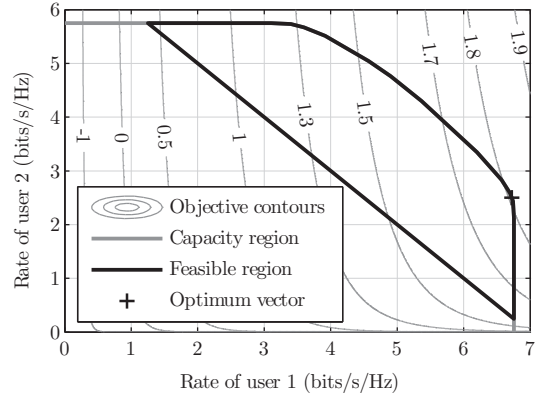 6
5
4
3
2
1
0
Rate of user 2 (bits/s/Hz)
-1
0
0.5
1
1.3
1.5
1.7
1.8
1.9
Objective contours
Capacity region
Feasible region
Optimum vector
0 1 2 3 4 5 6 7
Rate of user 1 (bits/s/Hz)